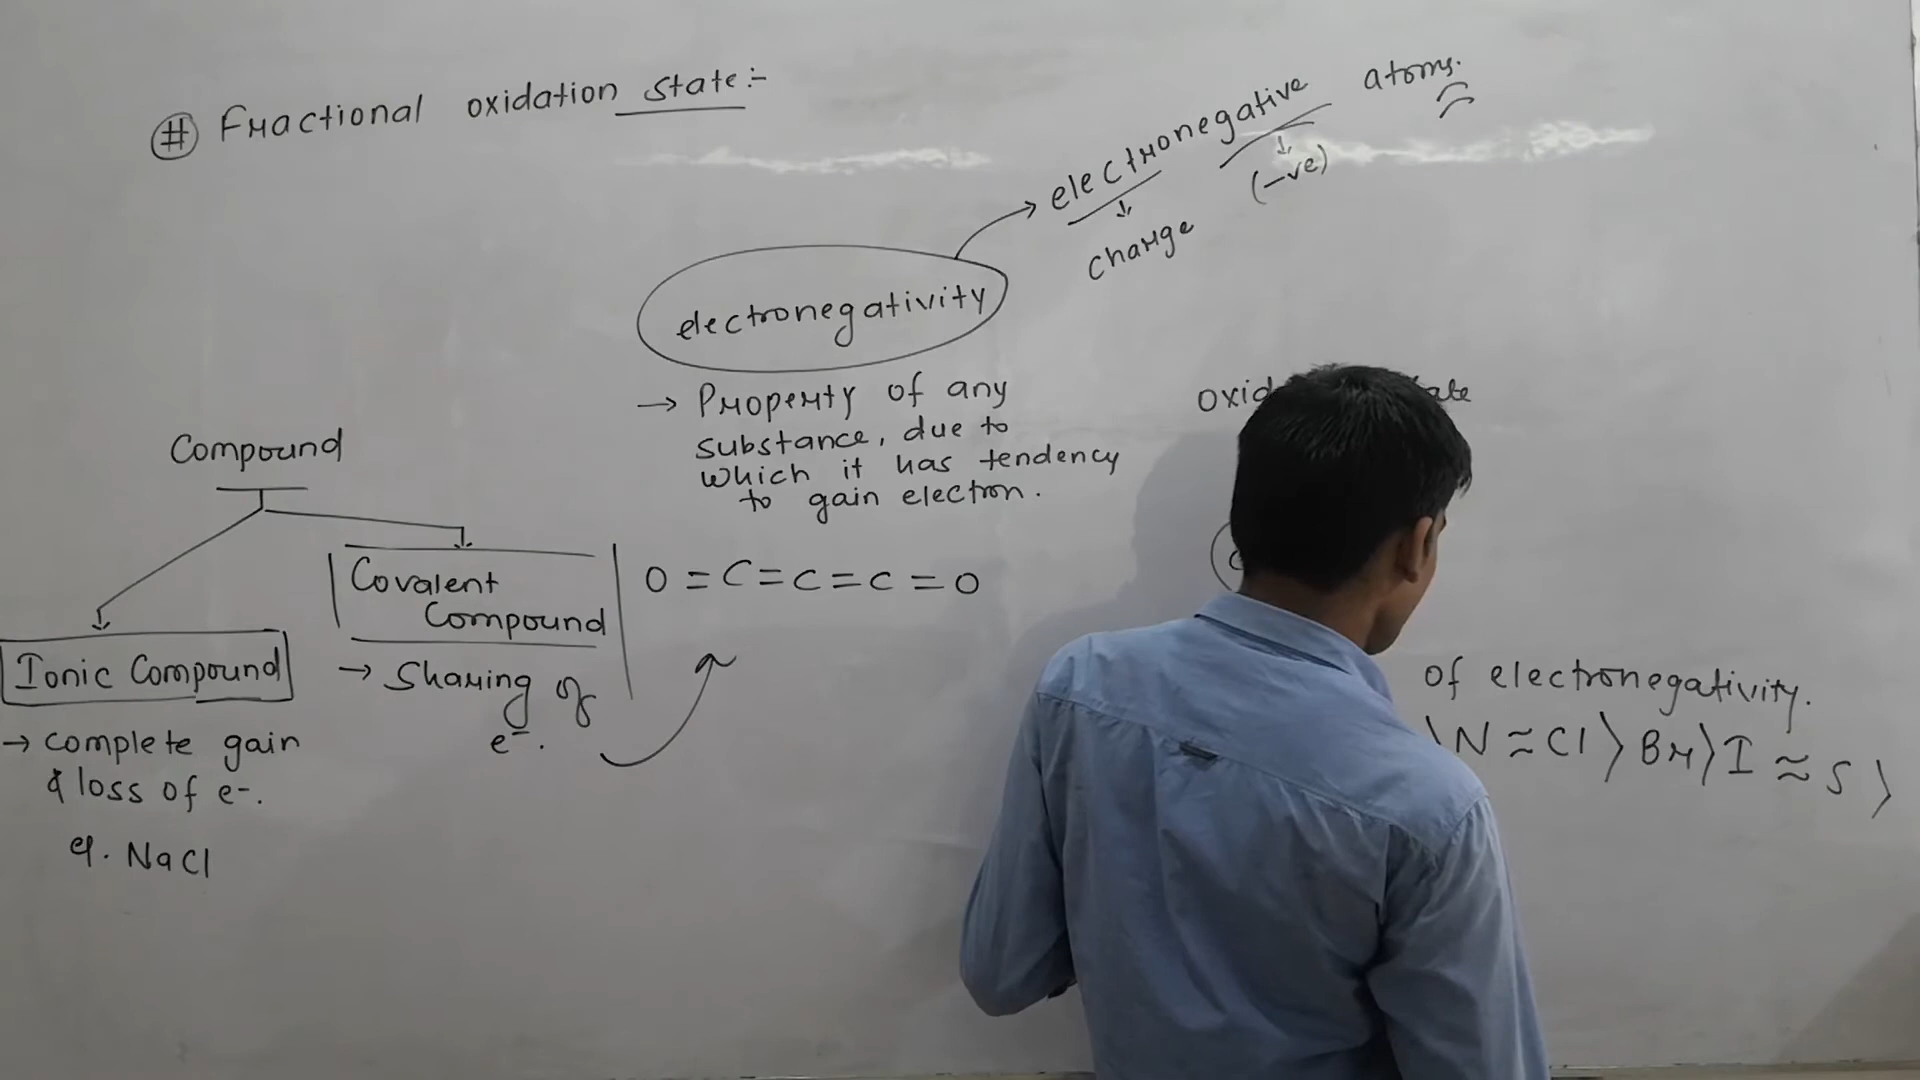 # Fractional oxidation state :-
electronegative atoms.
charge (-ve)
electronegativity
→ Property of any
substance, due to
which it has tendency
to gain electron.
Compound
Ionic Compound
→ complete gain
& loss of e-.
eg. NaCl
Covalent
Compound
→ Sharing of
e-.
O=C=C=C=O
of electronegativity.
N ≈ Cl > Br > I ≈ S >